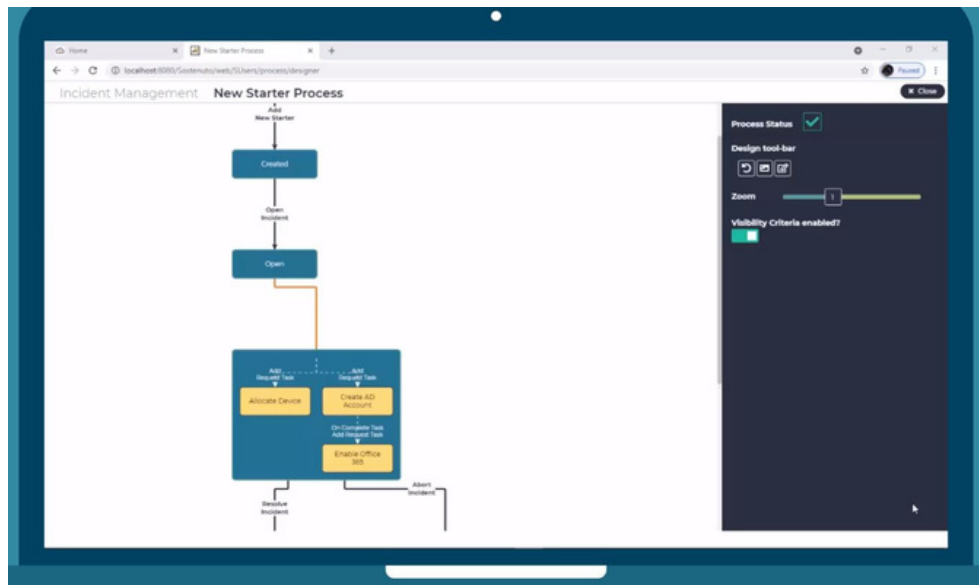 Home
New Starter Process
localhost:8080/Sostenuto/web/SUsers/process/designer
Paused
Incident Management New Starter Process
Close
Add
New Starter
Created
Open
Incident
Open
Add
Request Task
Add
Request Task
Allocate Device
Create AD
Account
On Complete Task
Add Request Task
Enable Office
365
Resolve
Incident
Abort
Incident
Process Status
Design tool-bar
Zoom
1
Visibility Criteria enabled?